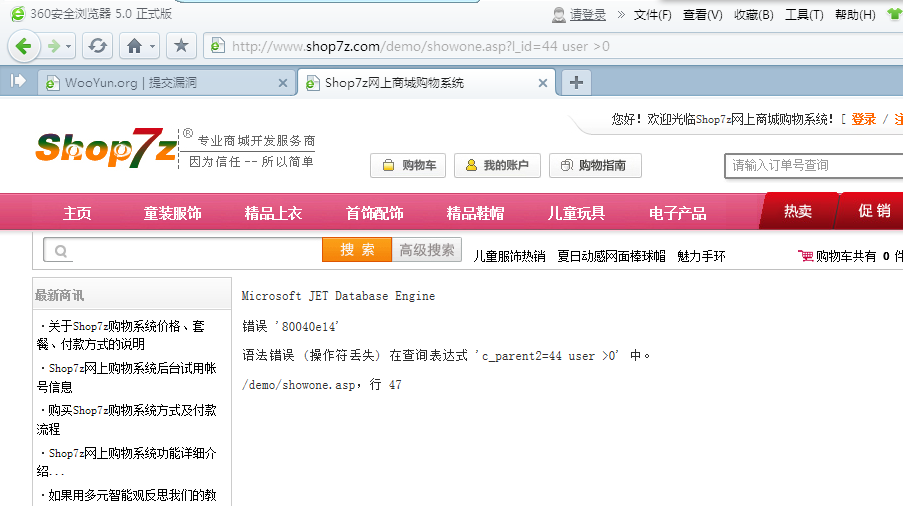 360安全浏览器 5.0 正式版
请登录 » 文件(F) 查看(V) 收藏(B) 工具(T) 帮助(H)
http://www.shop7z.com/demo/showone.asp?l_id=44 user >0
WooYun.org | 提交漏洞
Shop7z网上商城购物系统
您好！欢迎光临Shop7z网上商城购物系统！[ 登录 /
Shop7z ® 专业商城开发服务商
因为信任 -- 所以简单
购物车 我的账户 购物指南 请输入订单号查询
主页 童装服饰 精品上衣 首饰配饰 精品鞋帽 儿童玩具 电子产品 热卖 促 销
搜 索 高级搜索 儿童服饰热销 夏日动感网面棒球帽 魅力手环 购物车共有 0 件
最新商讯
·关于Shop7z购物系统价格、套
餐、付款方式的说明
·Shop7z网上购物系统后台试用帐
号信息
·购买Shop7z购物系统方式及付款
流程
·Shop7z网上购物系统功能详细介
绍...
·如果用多元智能观反思我们的教
Microsoft JET Database Engine
错误 '80040e14'
语法错误 (操作符丢失) 在查询表达式 'c_parent2=44 user >0' 中。
/demo/showone.asp，行 47